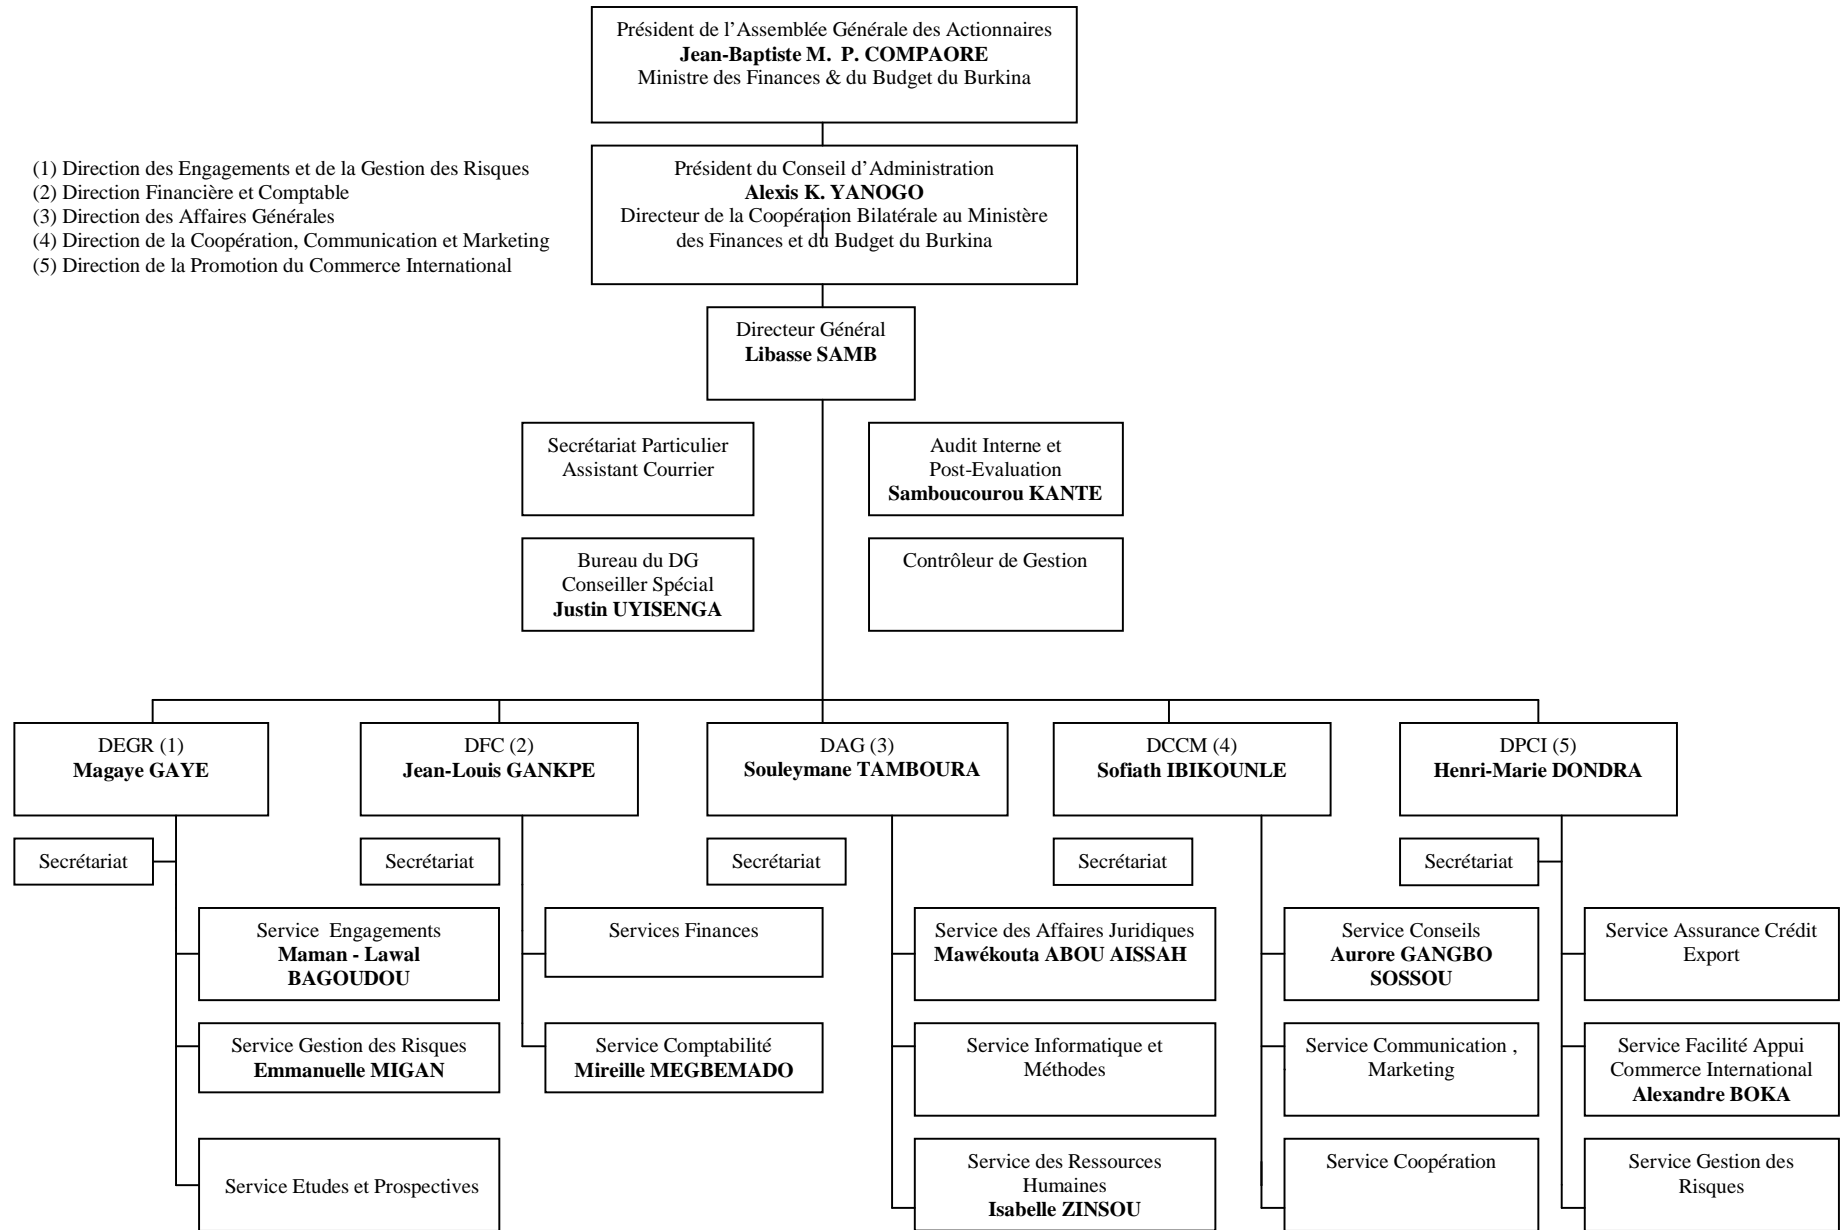 Président de l'Assemblée Générale des Actionnaires
Jean-Baptiste M. P. COMPAORE
Ministre des Finances & du Budget du Burkina
(1) Direction des Engagements et de la Gestion des Risques
(2) Direction Financière et Comptable
(3) Direction des Affaires Générales
(4) Direction de la Coopération, Communication et Marketing
(5) Direction de la Promotion du Commerce International
Président du Conseil d'Administration
Alexis K. YANOGO
Directeur de la Coopération Bilatérale au Ministère
des Finances et du Budget du Burkina
Directeur Général
Libasse SAMB
Secrétariat Particulier
Assistant Courrier
Audit Interne et
Post-Evaluation
Samboucourou KANTE
Bureau du DG
Conseiller Spécial
Justin UYISENGA
Contrôleur de Gestion
DEGR (1)
Magaye GAYE
DFC (2)
Jean-Louis GANKPE
DAG (3)
Souleymane TAMBOURA
DCCM (4)
Sofiath IBIKOUNLE
DPCI (5)
Henri-Marie DONDRA
Secrétariat
Secrétariat
Secrétariat
Secrétariat
Secrétariat
Service Engagements
Maman - Lawal
BAGOUDOU
Services Finances
Service des Affaires Juridiques
Mawékouta ABOU AISSAH
Service Conseils
Aurore GANGBO
SOSSOU
Service Assurance Crédit
Export
Service Gestion des Risques
Emmanuelle MIGAN
Service Comptabilité
Mireille MEGBEMADO
Service Informatique et
Méthodes
Service Communication ,
Marketing
Service Facilité Appui
Commerce International
Alexandre BOKA
Service Etudes et Prospectives
Service des Ressources
Humaines
Isabelle ZINSOU
Service Coopération
Service Gestion des
Risques